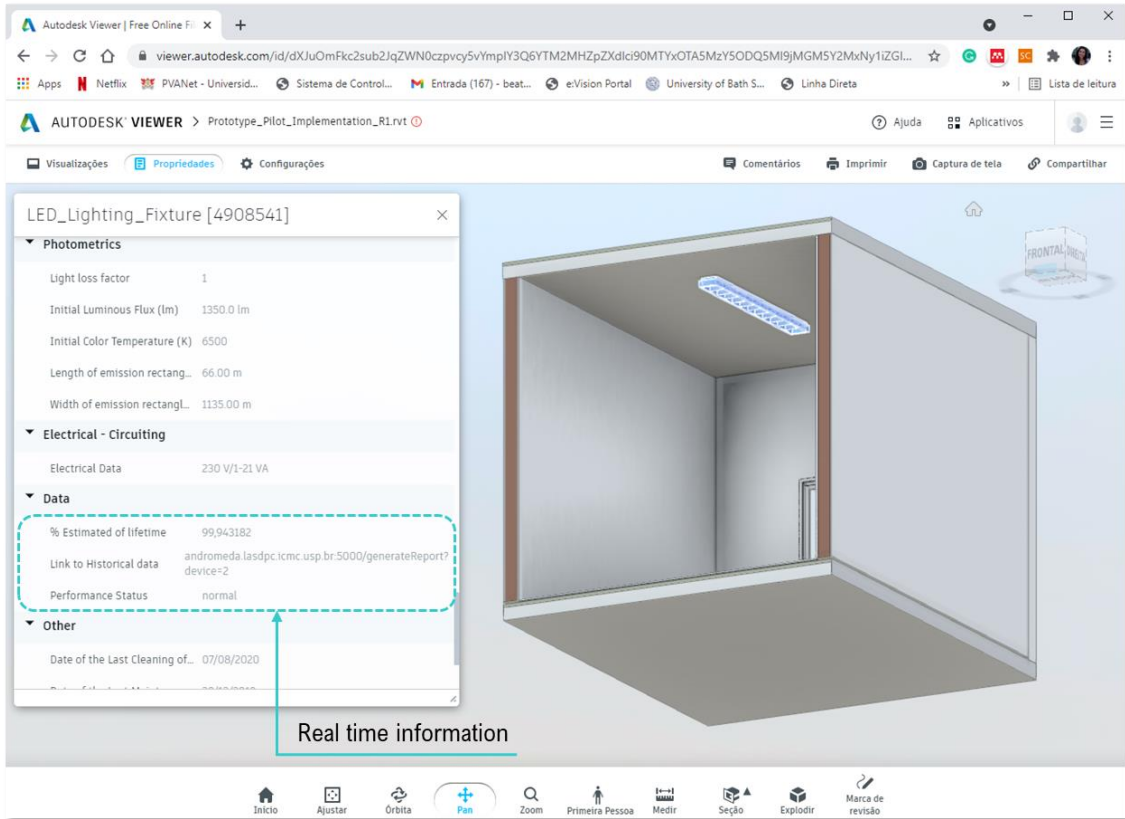 Autodesk Viewer | Free Online Fi
viewer.autodesk.com/id/dXJuOmFkc2sub2JqZWN0czpvcy5vYmplY3Q6YTM2MHZpZXdlci90MTYxOTA5MzY5ODQ5Ml9jMGM5Y2MxNy1iZGI...
Apps Netflix PVANet - Universid... Sistema de Control... Entrada (167) - beat... e:Vision Portal University of Bath S... Linha Direta » Lista de leitura
AUTODESK® VIEWER > Prototype_Pilot_Implementation_R1.rvt Ajuda Aplicativos
Visualizações Propriedades Configurações Comentários Imprimir Captura de tela Compartilhar
LED_Lighting_Fixture [4908541]
Photometrics
Light loss factor 1
Initial Luminous Flux (lm) 1350.0 lm
Initial Color Temperature (K) 6500
Length of emission rectang... 66.00 m
Width of emission rectangl... 1135.00 m
Electrical - Circuiting
Electrical Data 230 V/1-21 VA
Data
% Estimated of lifetime 99,943182
Link to Historical data andromeda.lasdpc.icmc.usp.br:5000/generateReport?
device=2
Performance Status normal
Other
Date of the Last Cleaning of... 07/08/2020
FRONTAL
Real time information
Início Ajustar Órbita Pan Zoom Primeira Pessoa Medir Seção Explodir Marca de
revisão